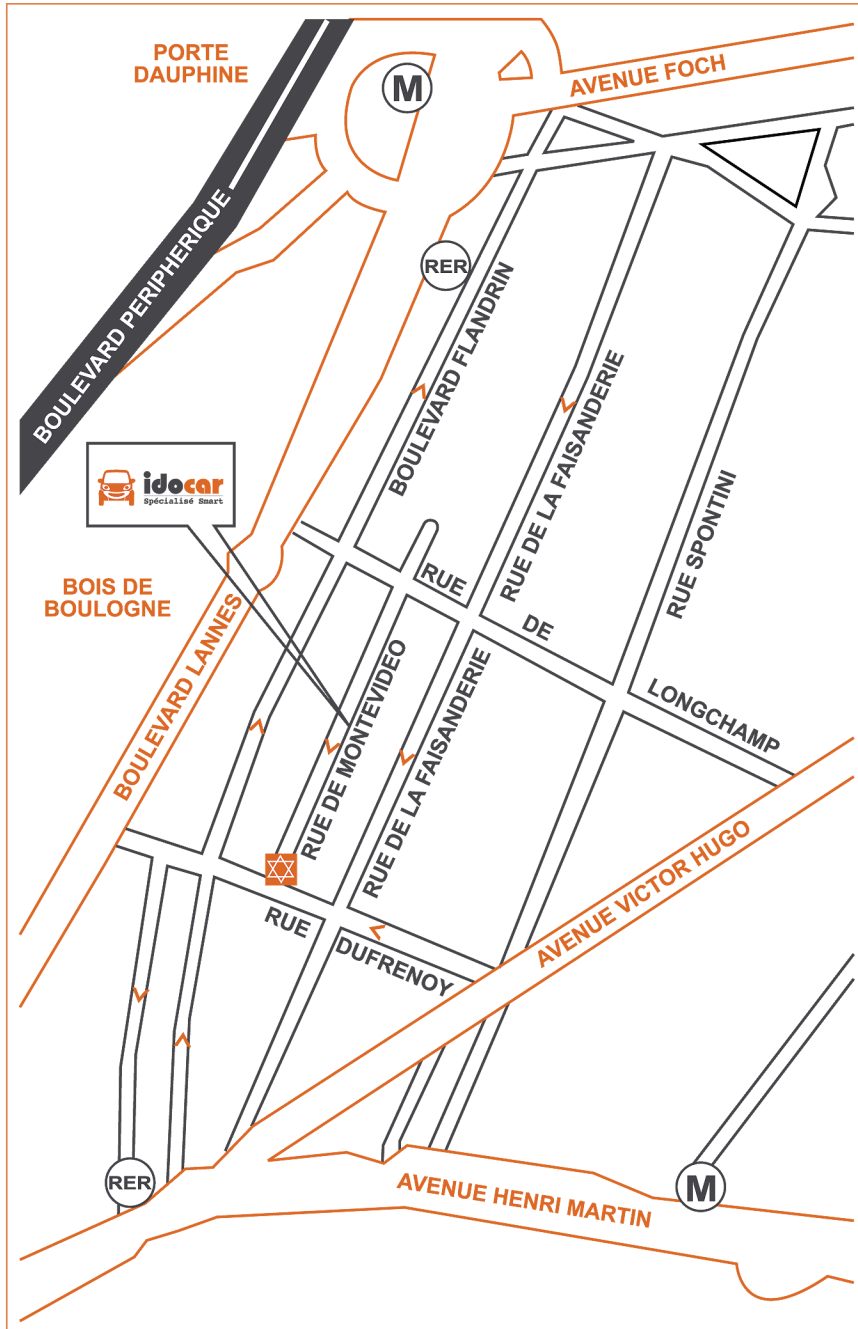 PORTE
DAUPHINE
M
AVENUE FOCH
BOULEVARD PERIPHERIQUE
RER
BOULEVARD FLANDRIN
RUE DE LA FAISANDERIE
RUE SPONTINI
idocar
Spécialisé Smart
BOIS DE
BOULOGNE
RUE DE LONGCHAMP
BOULEVARD LANNES
RUE DE MONTEVIDEO
RUE DE LA FAISANDERIE
AVENUE VICTOR HUGO
RUE DUFRENOY
RER
AVENUE HENRI MARTIN
M